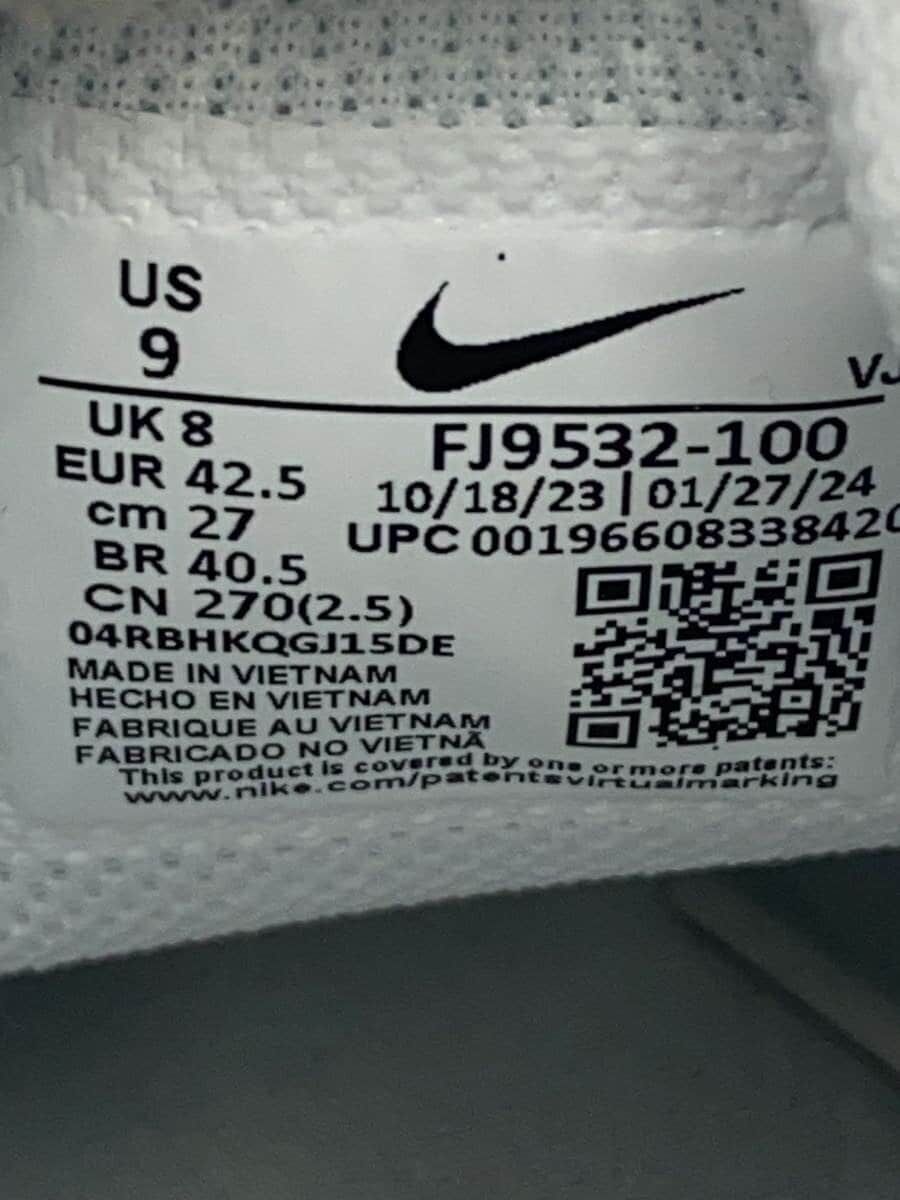 US
9
VJ
UK 8
EUR 42.5
cm 27
BR 40.5
CN 270(2.5)
FJ9532-100
10/18/23 | 01/27/24
UPC 00196608338420
04RBHKQGJ15DE
MADE IN VIETNAM
HECHO EN VIETNAM
FABRIQUE AU VIETNAM
FABRICADO NO VIETNÃ
This product is covered by one or more patents:
www.nike.com/patentsvirtualmarking